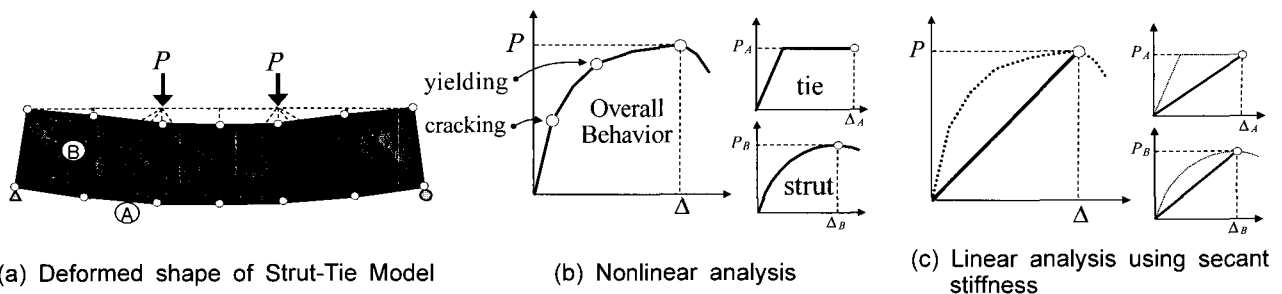 P
P
B
A
(a) Deformed shape of Strut-Tie Model
P
yielding
cracking
Overall
Behavior
Δ
P_A
tie
Δ_A
P_B
strut
Δ_B
(b) Nonlinear analysis
P
Δ
P_A
Δ_A
P_B
Δ_B
(c) Linear analysis using secant
stiffness